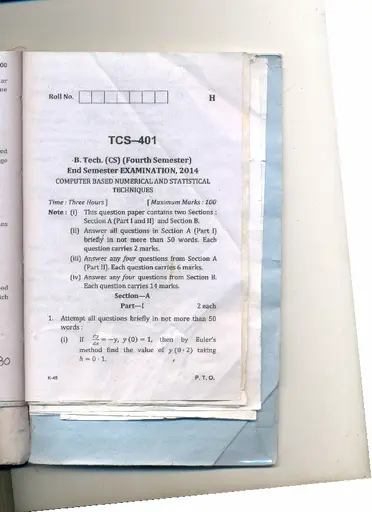 Roll No.
H
TCS–401
B. Tech. (CS) (Fourth Semester)
End Semester EXAMINATION, 2014
COMPUTER BASED NUMERICAL AND STATISTICAL
TECHNIQUES
Time : Three Hours ] [ Maximum Marks : 100
Note : (i) This question paper contains two Sections :
Section A (Part I and II) and Section B.
(ii) Answer all questions in Section A (Part I)
briefly in not more than 50 words. Each
question carries 2 marks.
(iii) Answer any four questions from Section A
(Part II). Each question carries 6 marks.
(iv) Answer any four questions from Section B.
Each question carries 14 marks.
Section—A
Part—I 2 each
1. Attempt all questions briefly in not more than 50
words :
(i) If dy/dx = –y, y (0) = 1, then by Euler's
method find the value of y (0·2) taking
h = 0·1.
P. T. O.